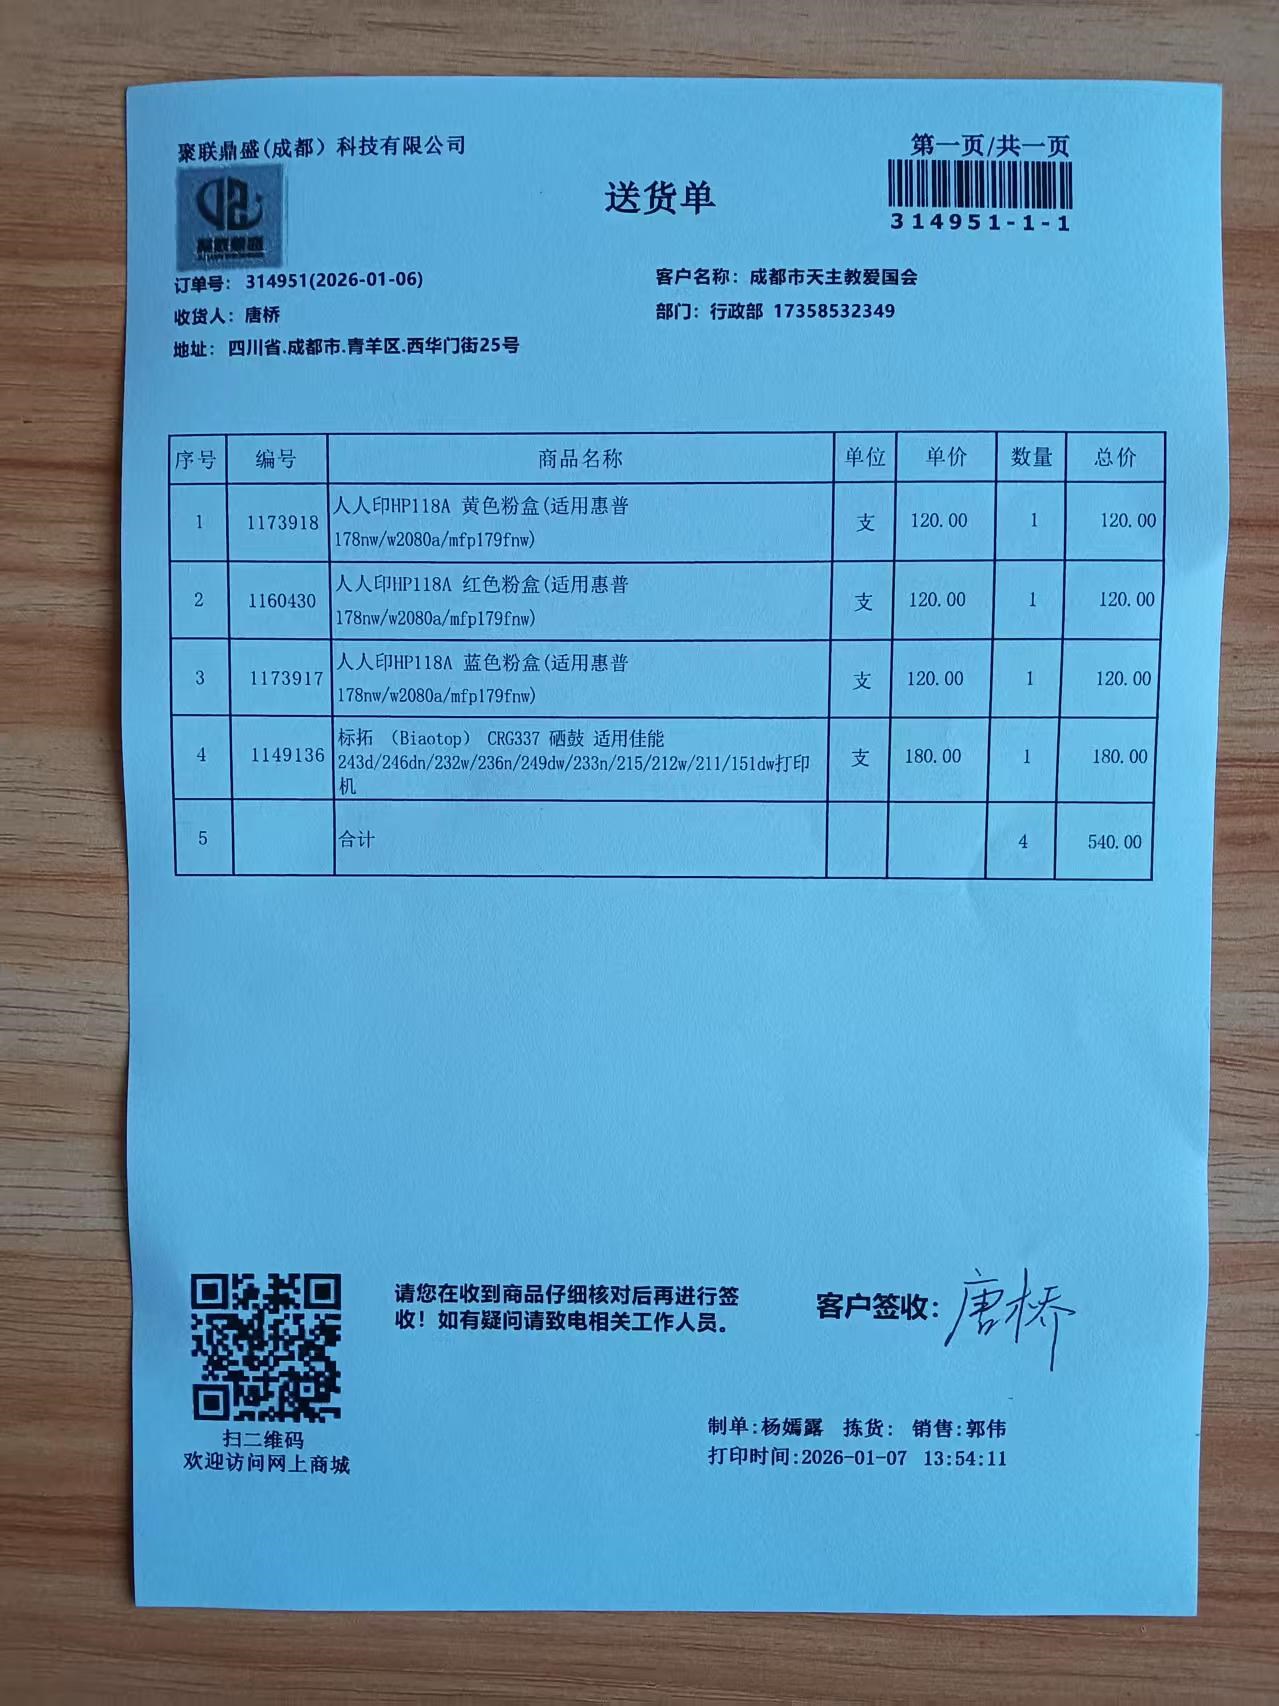 聚联鼎盛(成都)科技有限公司
第一页/共一页
送货单
314951-1-1
订单号: 314951(2026-01-06)
客户名称: 成都市天主教爱国会
收货人: 唐桥
部门: 行政部 17358532349
地址: 四川省.成都市.青羊区.西华门街25号
序号 编号 商品名称 单位 单价 数量 总价
1 1173918 人人印HP118A 黄色粉盒(适用惠普
178nw/w2080a/mfp179fnw) 支 120.00 1 120.00
2 1160430 人人印HP118A 红色粉盒(适用惠普
178nw/w2080a/mfp179fnw) 支 120.00 1 120.00
3 1173917 人人印HP118A 蓝色粉盒(适用惠普
178nw/w2080a/mfp179fnw) 支 120.00 1 120.00
4 1149136 标拓 (Biaotop) CRG337 硒鼓 适用佳能
243d/246dn/232w/236n/249dw/233n/215/212w/211/151dw打印
机 支 180.00 1 180.00
5 合计 4 540.00
请您在收到商品仔细核对后再进行签
收!如有疑问请致电相关工作人员。
客户签收: 唐桥
扫二维码
欢迎访问网上商城
制单:杨嫣露 拣货: 销售:郭伟
打印时间:2026-01-07 13:54:11